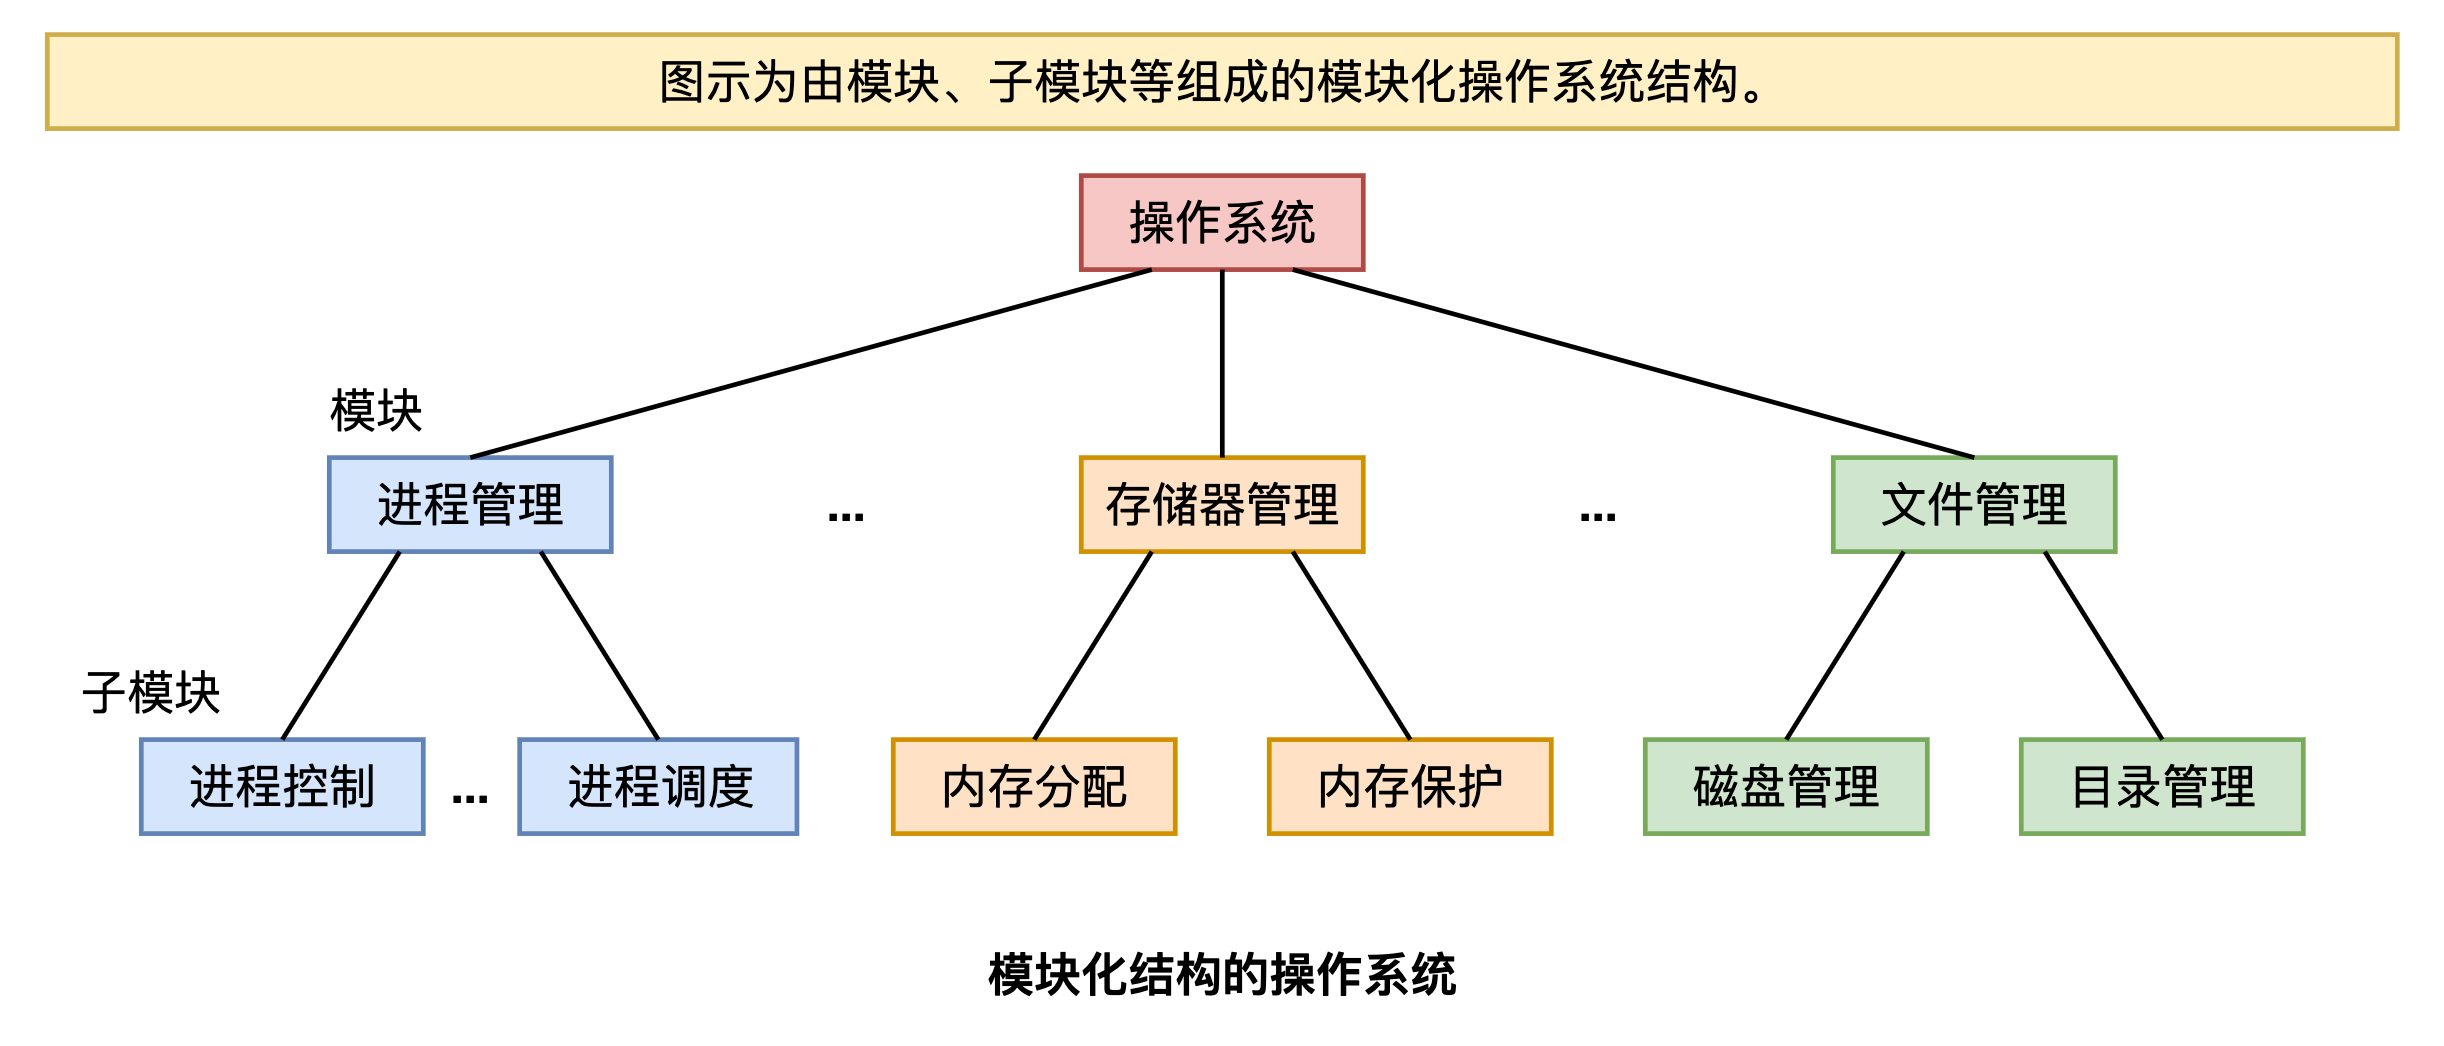 图示为由模块、子模块等组成的模块化操作系统结构。
操作系统
模块
进程管理
...
存储器管理
...
文件管理
子模块
进程控制
...
进程调度
内存分配
内存保护
磁盘管理
目录管理
模块化结构的操作系统